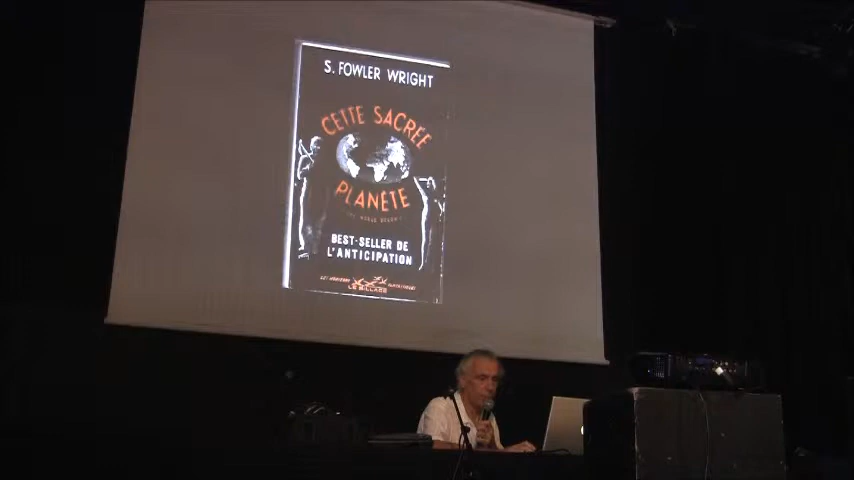 S. FOWLER WRIGHT
CETTE SACRÉE
PLANÈTE
BEST-SELLER DE
L'ANTICIPATION